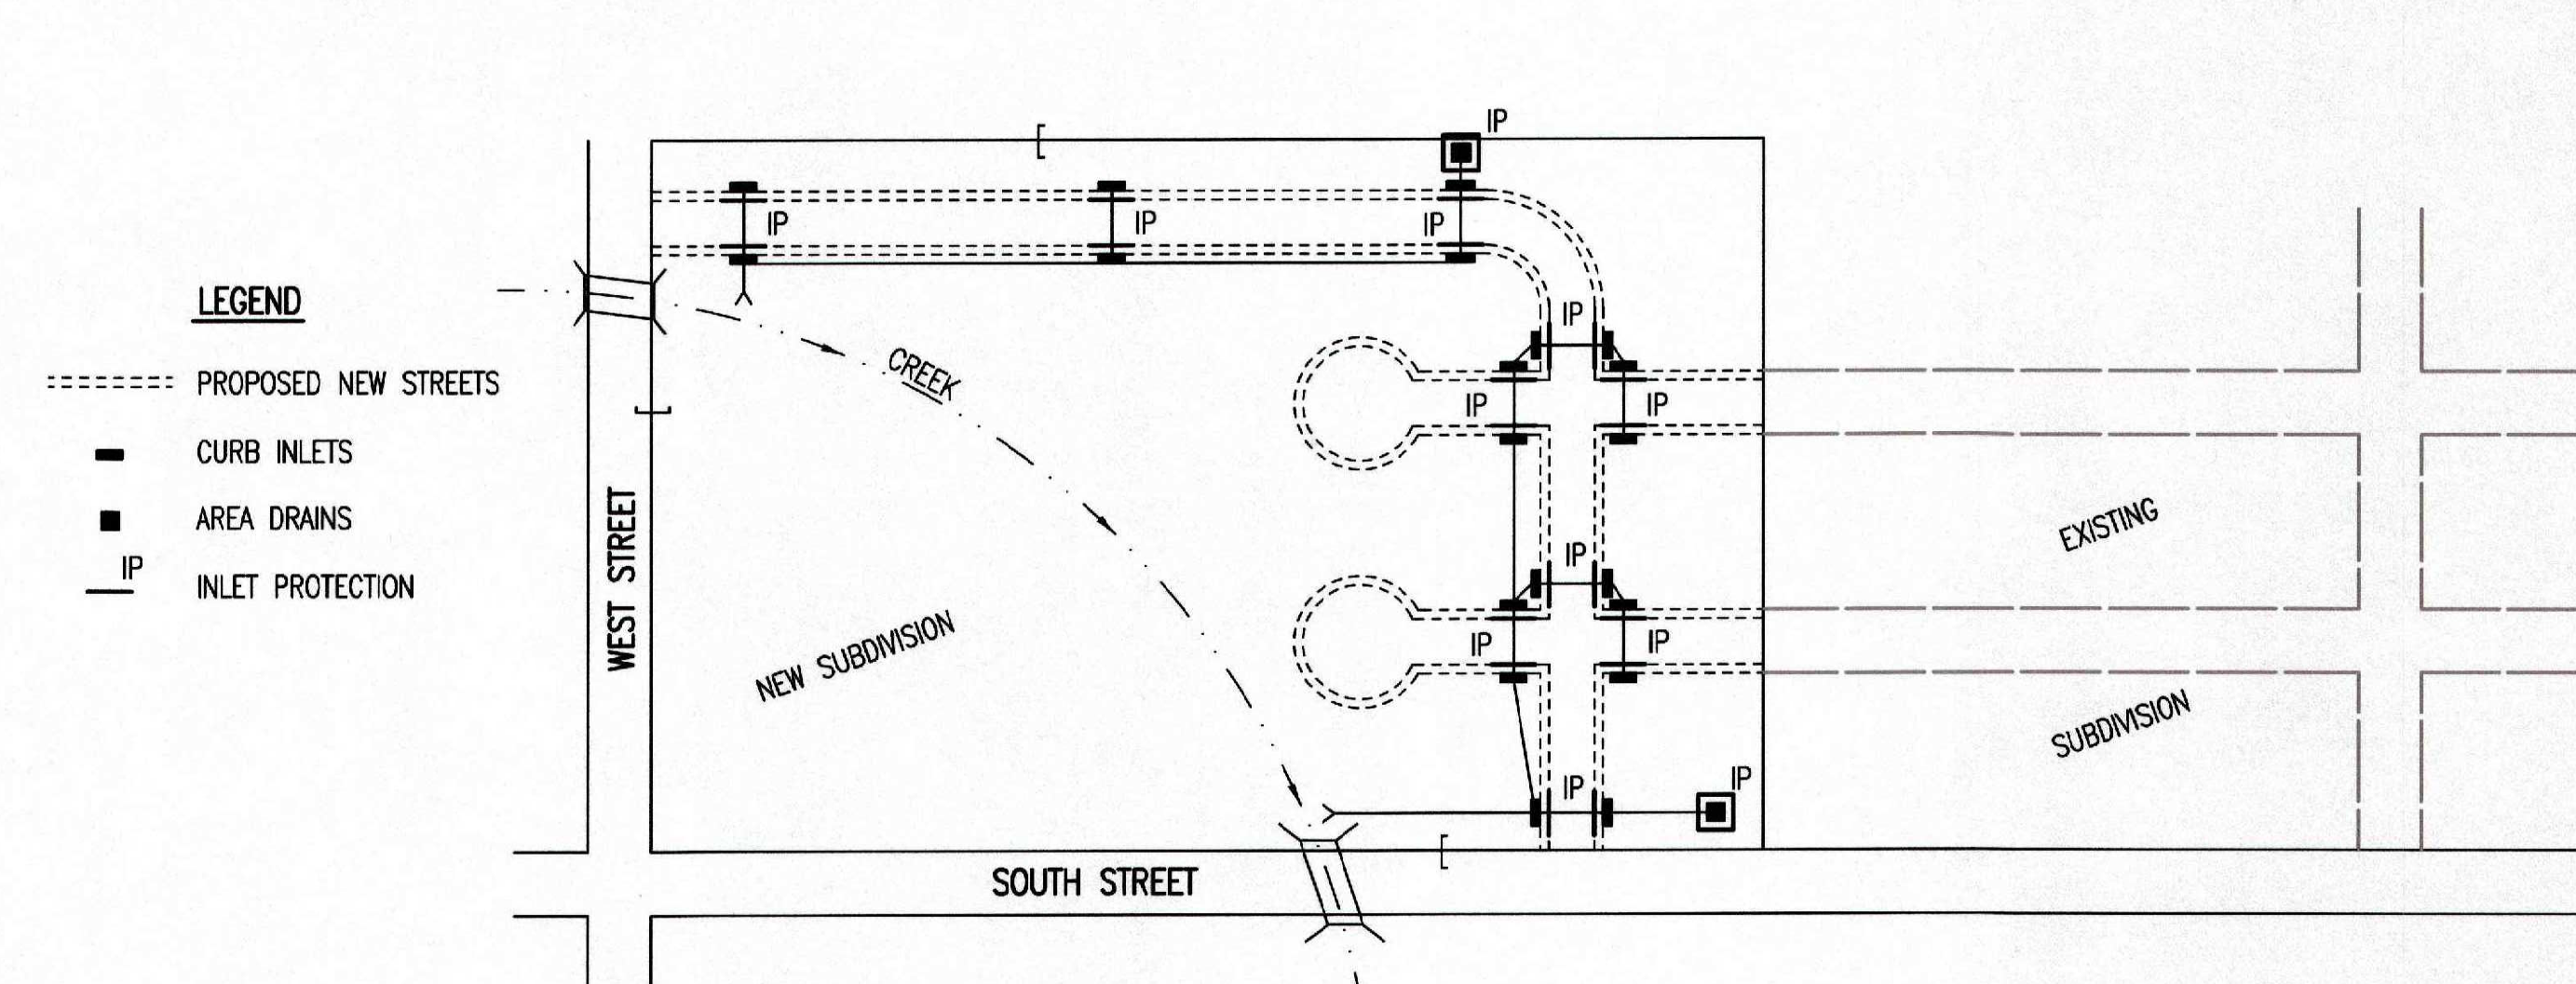 IP
IP
IP
IP
LEGEND
PROPOSED NEW STREETS
CURB INLETS
AREA DRAINS
IP
INLET PROTECTION
WEST STREET
CREEK
NEW SUBDIVISION
IP
IP
IP
IP
IP
IP
IP
IP
SOUTH STREET
EXISTING
SUBDIVISION